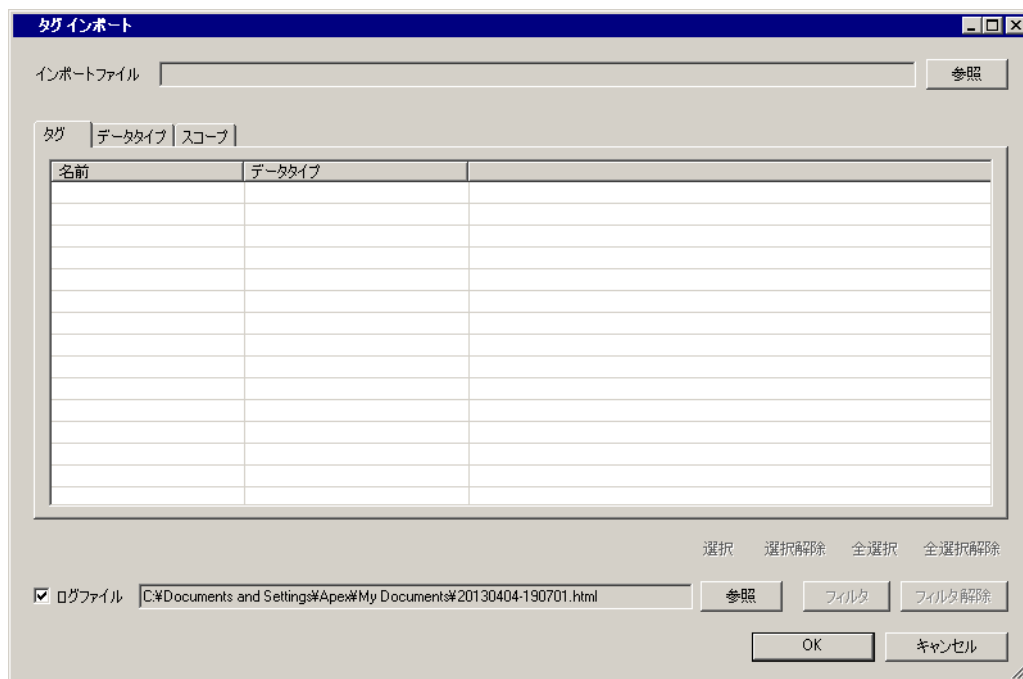 タグ インポート
インポートファイル 参照
タグ データタイプ スコープ
名前 データタイプ
選択 選択解除 全選択 全選択解除
ログファイル C:¥Documents and Settings¥Apex¥My Documents¥20130404-190701.html 参照 フィルタ フィルタ解除
OK キャンセル